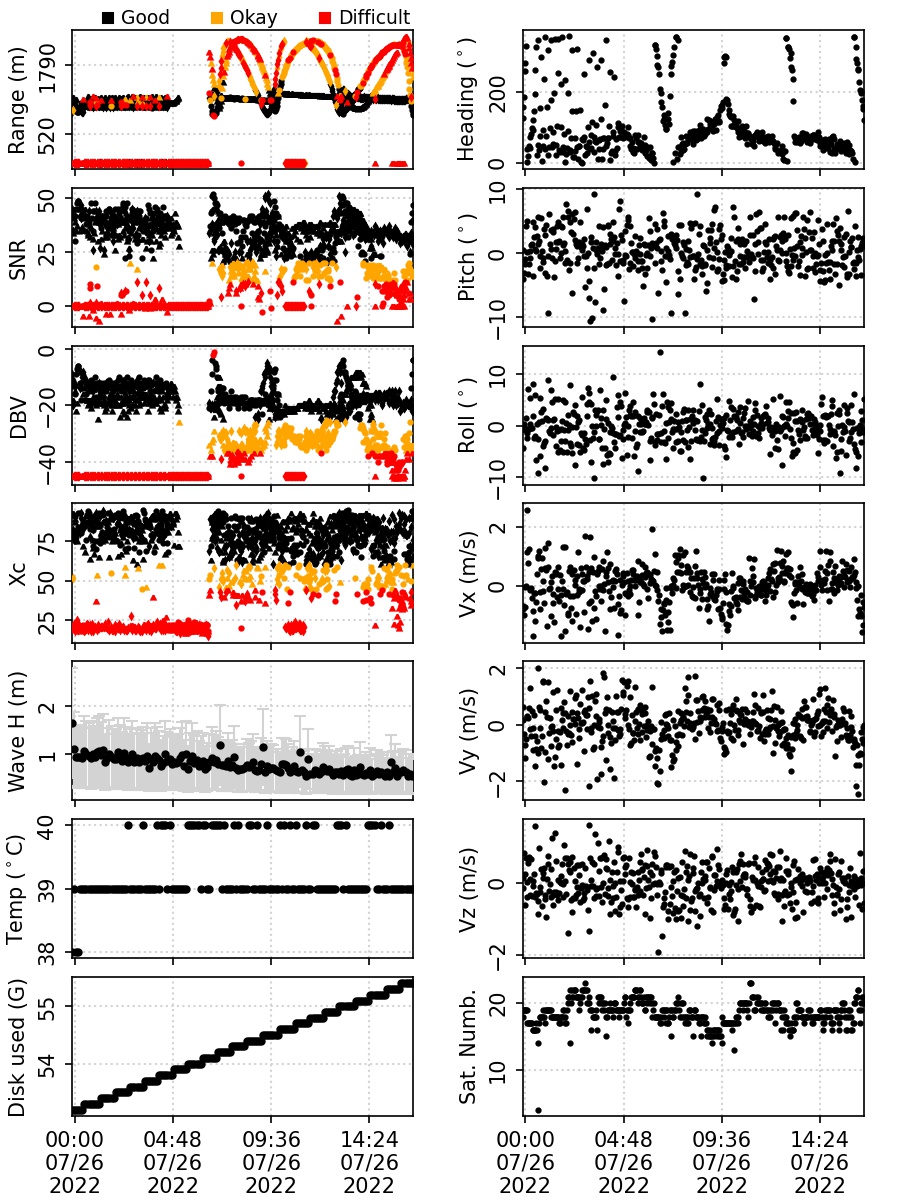 Good Okay Difficult
Range (m)
520
1790
Heading (°)
0
200
SNR
0
25
50
Pitch (°)
−10
0
10
DBV
−40
−20
0
Roll (°)
−10
0
10
Xc
25
50
75
Vx (m/s)
0
2
Wave H (m)
1
2
Vy (m/s)
−2
0
2
Temp (°C)
38
39
40
Vz (m/s)
−2
0
Disk used (G)
54
55
Sat. Numb.
10
20
00:00 04:48 09:36 14:24
07/26 07/26 07/26 07/26
2022 2022 2022 2022
00:00 04:48 09:36 14:24
07/26 07/26 07/26 07/26
2022 2022 2022 2022